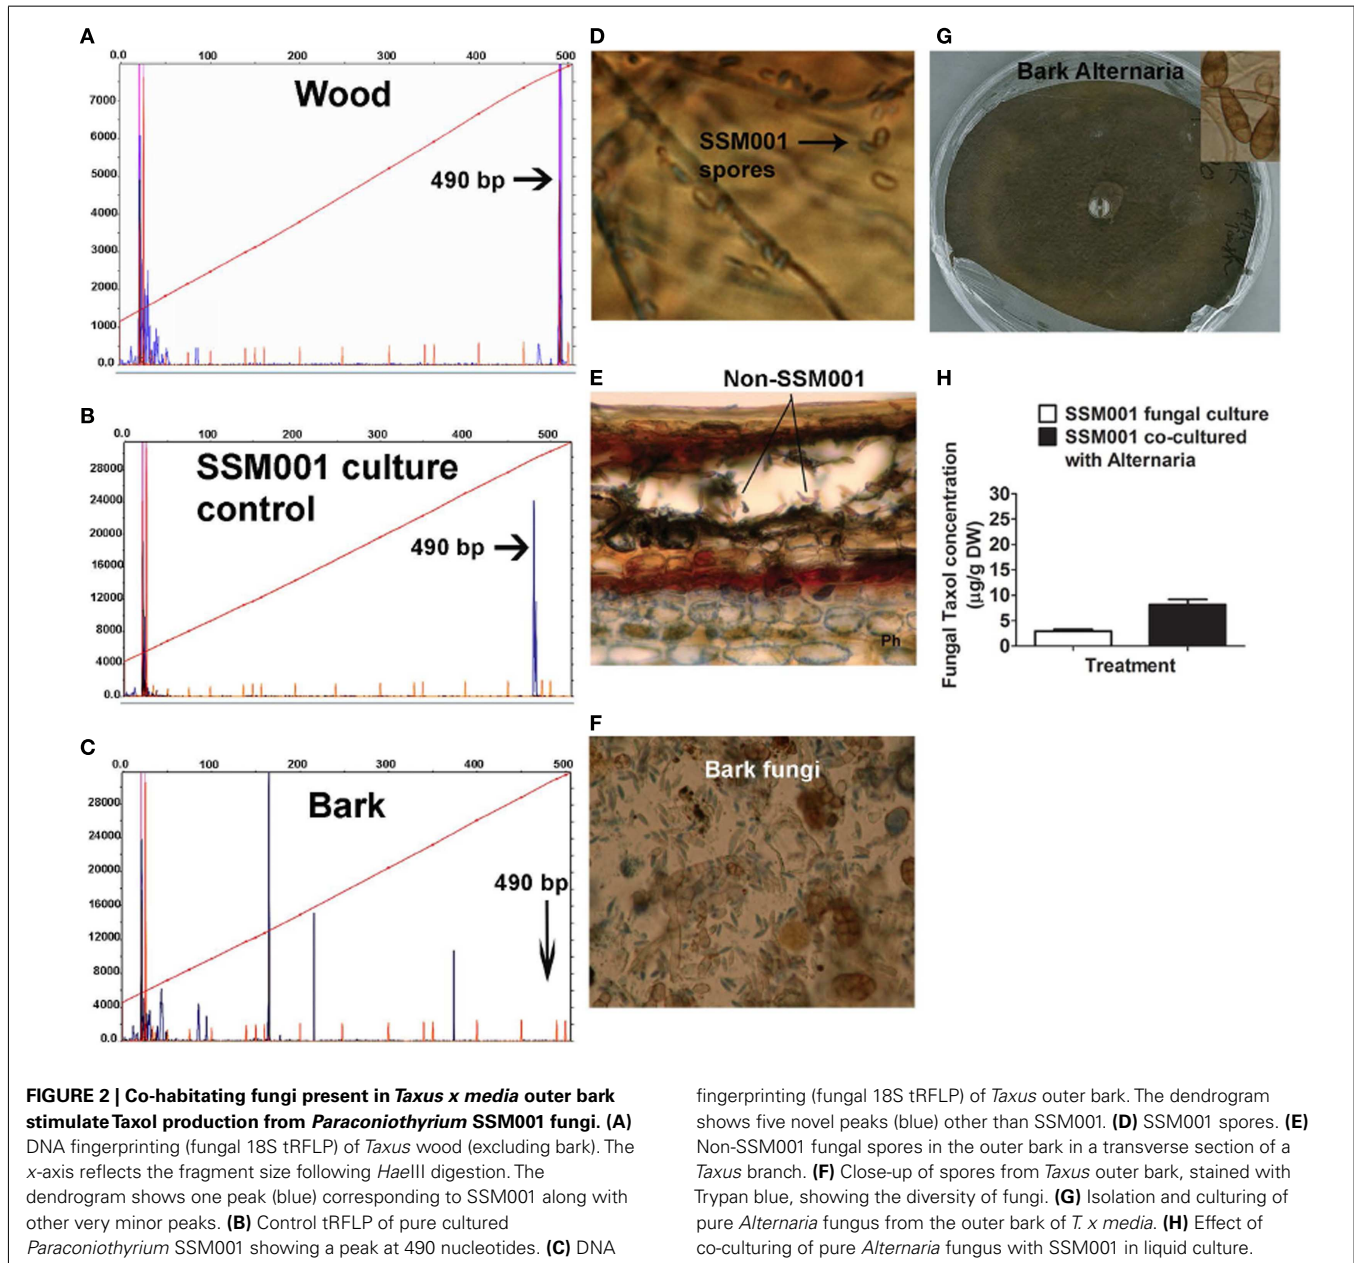 A
0.0 100 200 300 400 500
Wood
7000
6000
5000
4000
3000
2000
1000
0.0
490 bp
B
0.0 100 200 300 400 500
SSM001 culture
control
28000
24000
20000
16000
12000
8000
4000
0.0
490 bp
C
0.0 100 200 300 400 500
Bark
28000
24000
20000
16000
12000
8000
4000
0.0
490 bp
D
SSM001
spores
E
Non-SSM001
Ph
F
Bark fungi
G
Bark Alternaria
H
SSM001 fungal culture
SSM001 co-cultured
with Alternaria
Fungal Taxol concentration
(µg/g DW)
30
25
20
15
10
5
0
Treatment
FIGURE 2 | Co-habitating fungi present in Taxus x media outer bark
stimulate Taxol production from Paraconiothyrium SSM001 fungi. (A)
DNA fingerprinting (fungal 18S tRFLP) of Taxus wood (excluding bark). The
x-axis reflects the fragment size following HaeIII digestion. The
dendrogram shows one peak (blue) corresponding to SSM001 along with
other very minor peaks. (B) Control tRFLP of pure cultured
Paraconiothyrium SSM001 showing a peak at 490 nucleotides. (C) DNA
fingerprinting (fungal 18S tRFLP) of Taxus outer bark. The dendrogram
shows five novel peaks (blue) other than SSM001. (D) SSM001 spores. (E)
Non-SSM001 fungal spores in the outer bark in a transverse section of a
Taxus branch. (F) Close-up of spores from Taxus outer bark, stained with
Trypan blue, showing the diversity of fungi. (G) Isolation and culturing of
pure Alternaria fungus from the outer bark of T. x media. (H) Effect of
co-culturing of pure Alternaria fungus with SSM001 in liquid culture.